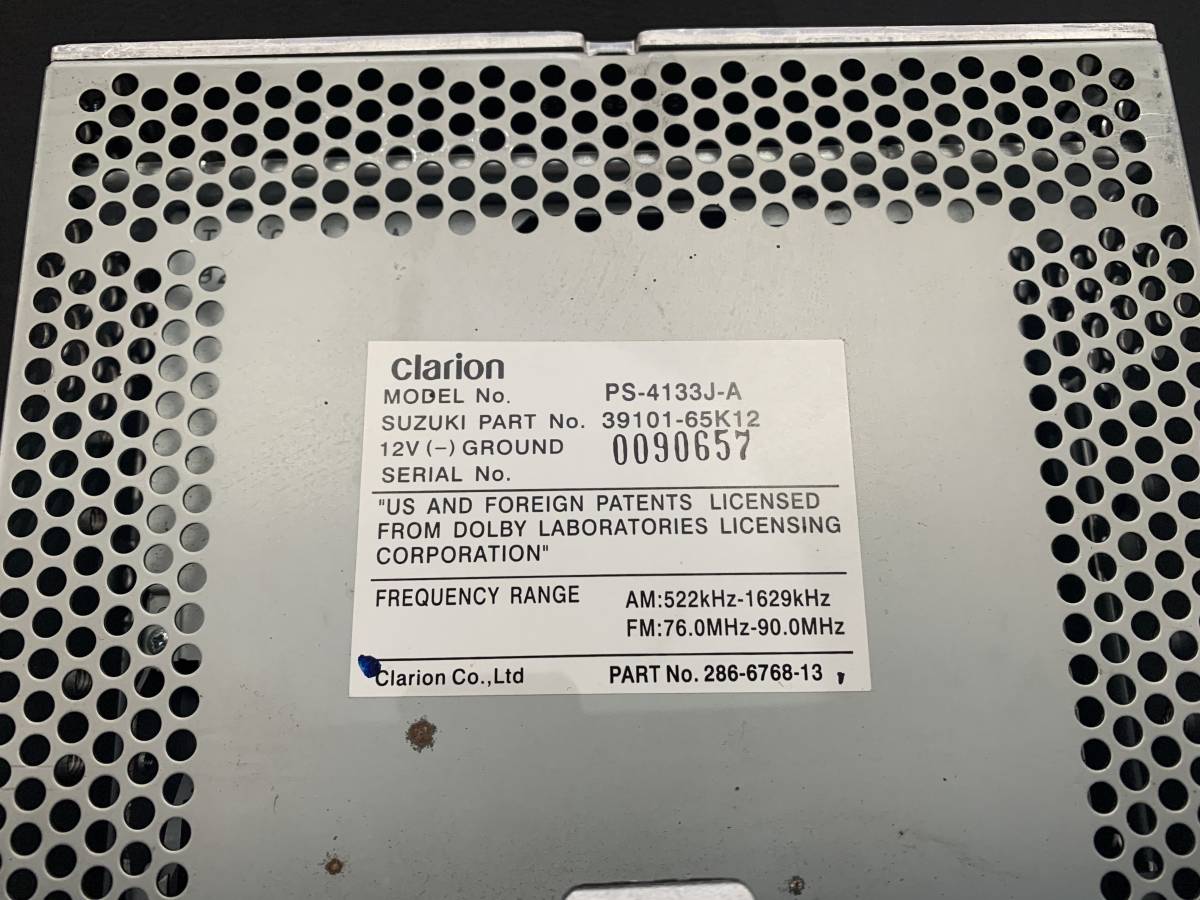 clarion
MODEL No. PS-4133J-A
SUZUKI PART No. 39101-65K12
12V (–) GROUND 0090657
SERIAL No.
"US AND FOREIGN PATENTS LICENSED
FROM DOLBY LABORATORIES LICENSING
CORPORATION"
FREQUENCY RANGE AM:522kHz-1629kHz
FM:76.0MHz-90.0MHz
Clarion Co.,Ltd PART No. 286-6768-13